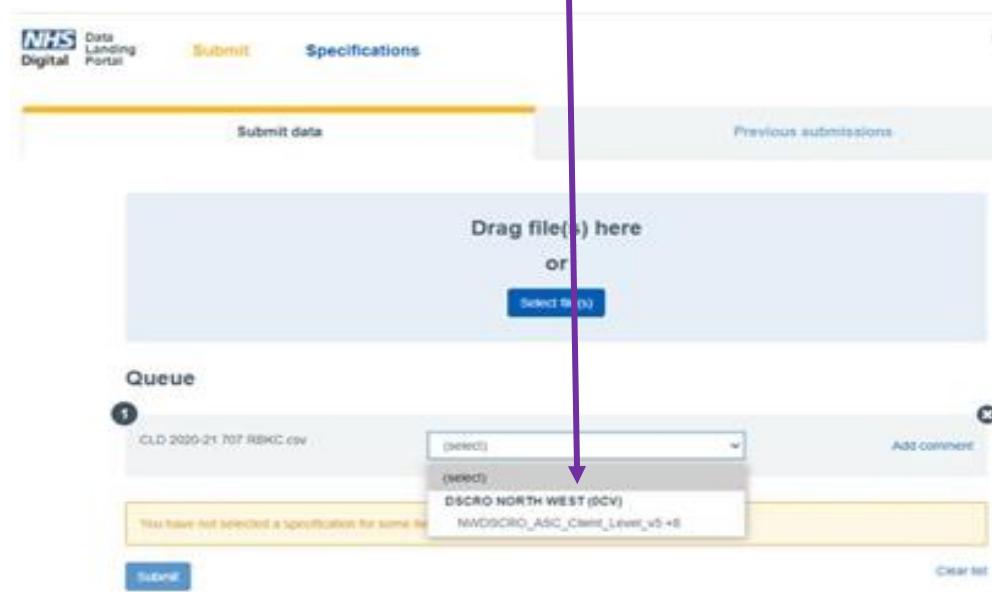 NHS Digital
Data Landing Portal
Submit
Specifications
Submit data
Previous submissions
Drag file(s) here
or
Select file(s)
Queue
1
CLD 2020-21 707 RBKC.csv
(select)
Add comment
(select)
DSCRO NORTH WEST (0CV)
NWDSCRO_ASC_Client_Level_v5
You have not selected a specification for some
Submit
Clear list